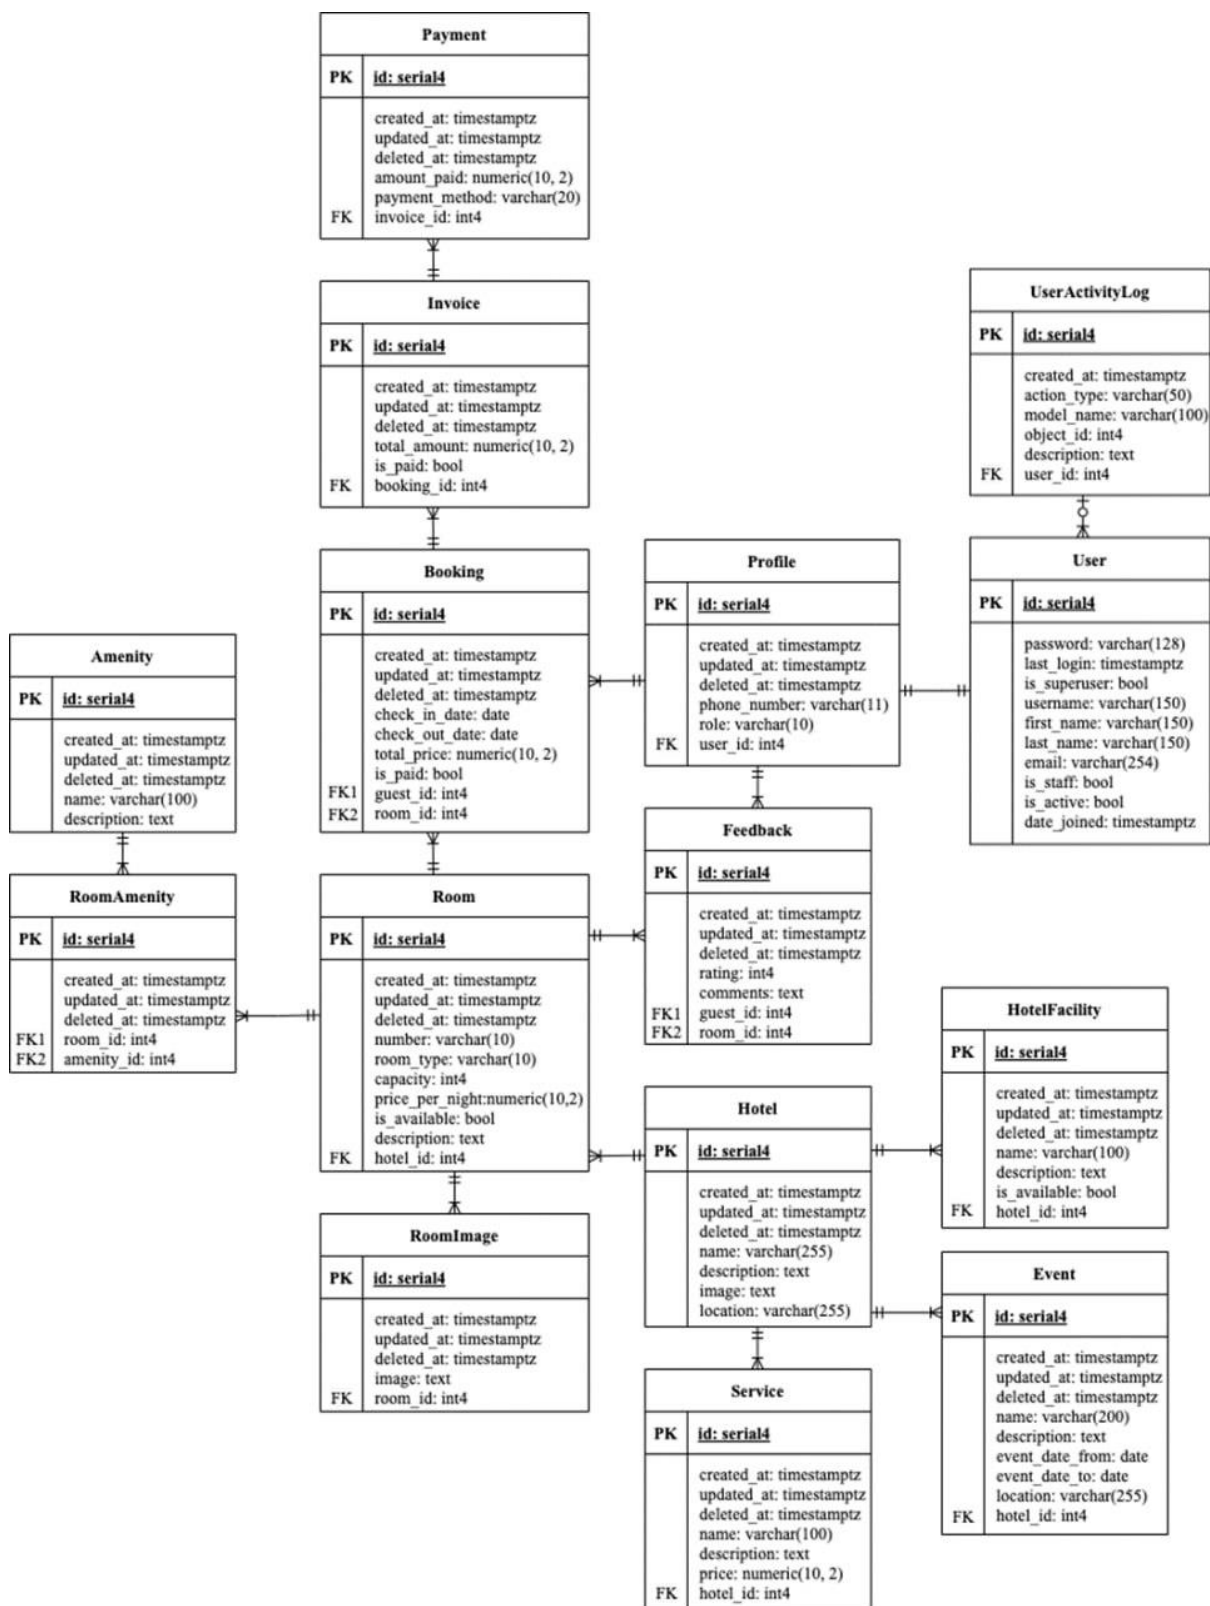 Payment
PK id: serial4
created_at: timestamptz
updated_at: timestamptz
deleted_at: timestamptz
amount_paid: numeric(10, 2)
payment_method: varchar(20)
FK invoice_id: int4
Invoice
PK id: serial4
created_at: timestamptz
updated_at: timestamptz
deleted_at: timestamptz
total_amount: numeric(10, 2)
is_paid: bool
FK booking_id: int4
UserActivityLog
PK id: serial4
created_at: timestamptz
action_type: varchar(50)
model_name: varchar(100)
object_id: int4
description: text
FK user_id: int4
Booking
PK id: serial4
created_at: timestamptz
updated_at: timestamptz
deleted_at: timestamptz
check_in_date: date
check_out_date: date
total_price: numeric(10, 2)
is_paid: bool
FK1 guest_id: int4
FK2 room_id: int4
Profile
PK id: serial4
created_at: timestamptz
updated_at: timestamptz
deleted_at: timestamptz
phone_number: varchar(11)
role: varchar(10)
FK user_id: int4
User
PK id: serial4
password: varchar(128)
last_login: timestamptz
is_superuser: bool
username: varchar(150)
first_name: varchar(150)
last_name: varchar(150)
email: varchar(254)
is_staff: bool
is_active: bool
date_joined: timestamptz
Amenity
PK id: serial4
created_at: timestamptz
updated_at: timestamptz
deleted_at: timestamptz
name: varchar(100)
description: text
RoomAmenity
PK id: serial4
created_at: timestamptz
updated_at: timestamptz
deleted_at: timestamptz
FK1 room_id: int4
FK2 amenity_id: int4
Room
PK id: serial4
created_at: timestamptz
updated_at: timestamptz
deleted_at: timestamptz
number: varchar(10)
room_type: varchar(10)
capacity: int4
price_per_night:numeric(10,2)
is_available: bool
description: text
FK hotel_id: int4
Feedback
PK id: serial4
created_at: timestamptz
updated_at: timestamptz
deleted_at: timestamptz
rating: int4
comments: text
FK1 guest_id: int4
FK2 room_id: int4
HotelFacility
PK id: serial4
created_at: timestamptz
updated_at: timestamptz
deleted_at: timestamptz
name: varchar(100)
description: text
is_available: bool
FK hotel_id: int4
Hotel
PK id: serial4
created_at: timestamptz
updated_at: timestamptz
deleted_at: timestamptz
name: varchar(255)
description: text
image: text
location: varchar(255)
RoomImage
PK id: serial4
created_at: timestamptz
updated_at: timestamptz
deleted_at: timestamptz
image: text
FK room_id: int4
Event
PK id: serial4
created_at: timestamptz
updated_at: timestamptz
deleted_at: timestamptz
name: varchar(200)
description: text
event_date_from: date
event_date_to: date
location: varchar(255)
FK hotel_id: int4
Service
PK id: serial4
created_at: timestamptz
updated_at: timestamptz
deleted_at: timestamptz
name: varchar(100)
description: text
price: numeric(10, 2)
FK hotel_id: int4